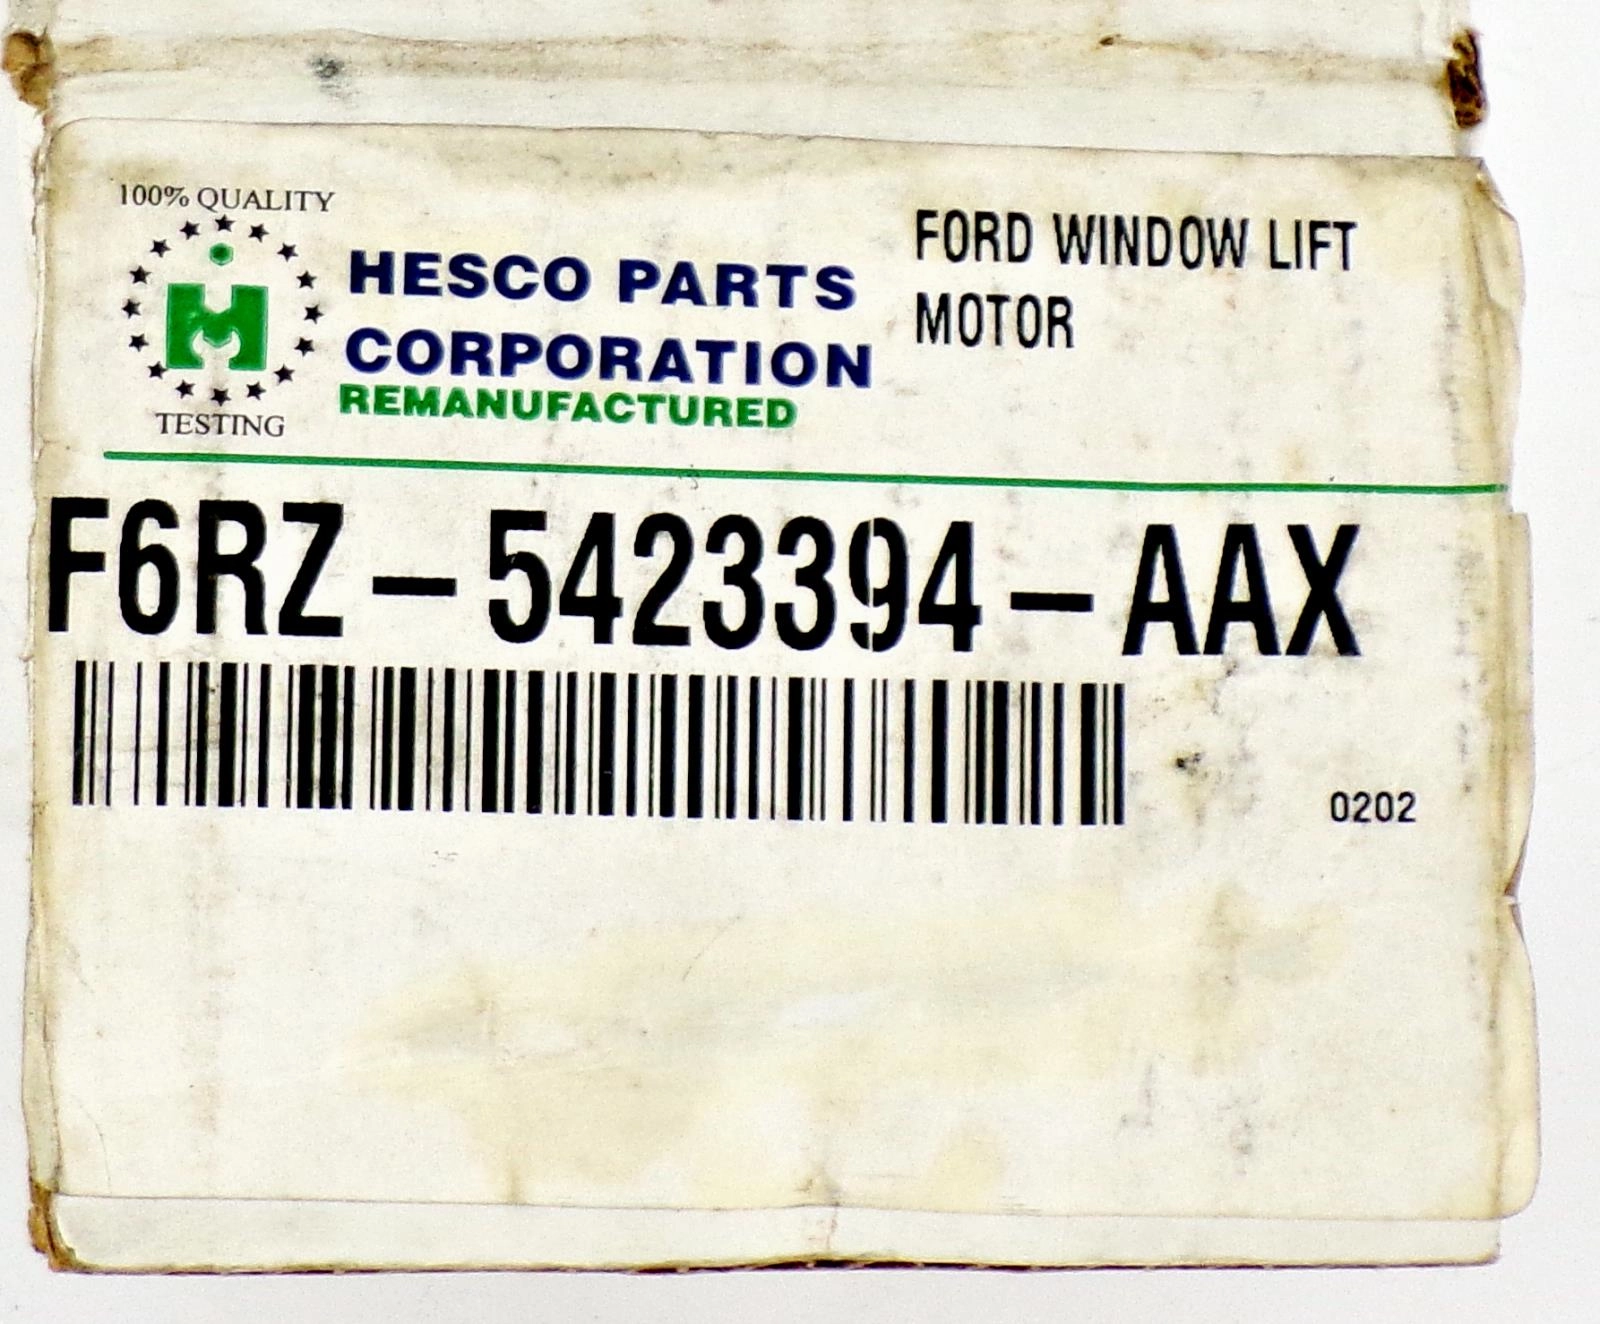 100% QUALITY
TESTING
HESCO PARTS
CORPORATION
REMANUFACTURED
FORD WINDOW LIFT
MOTOR
F6RZ-5423394-AAX
0202